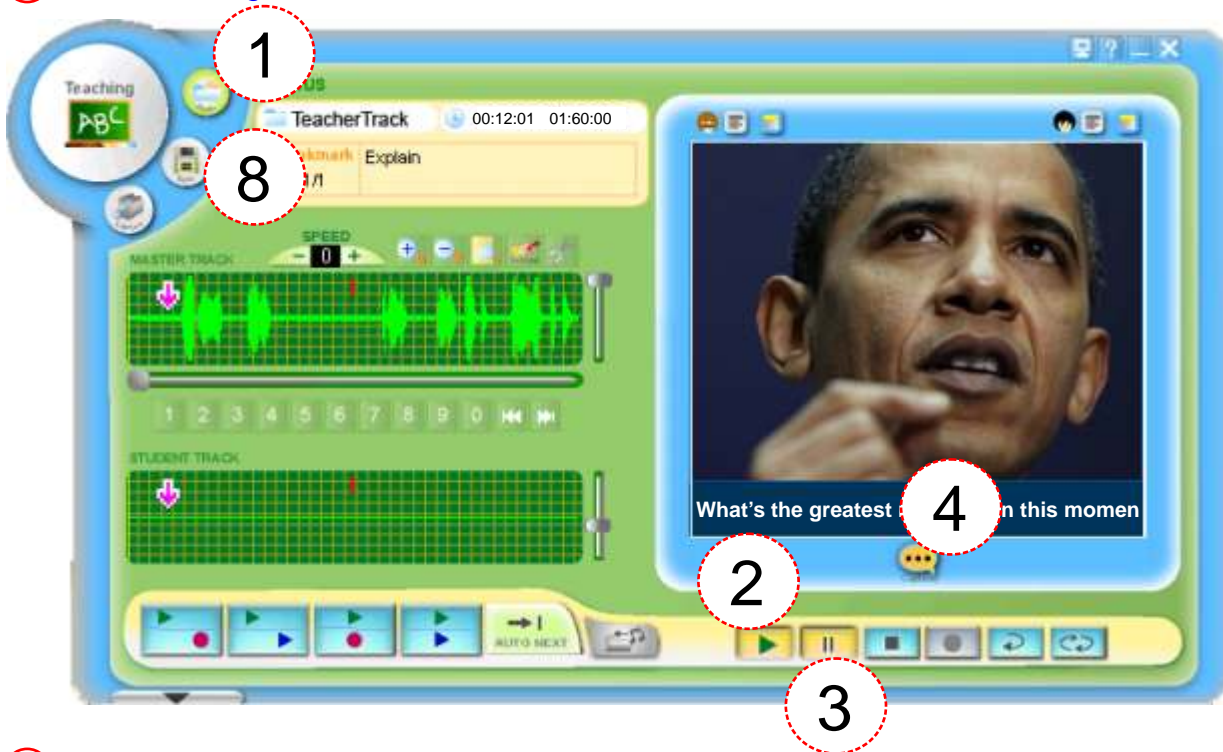 1
Teaching
ABC
TeacherTrack 00:12:01 01:60:00
8
Explain
1/1
SPEED
- 0 +
MASTER TRACK
1 2 3 4 5 6 7 8 9 0
STUDENT TRACK
What's the greatest
4
n this momen
2
AUTO NEXT
3